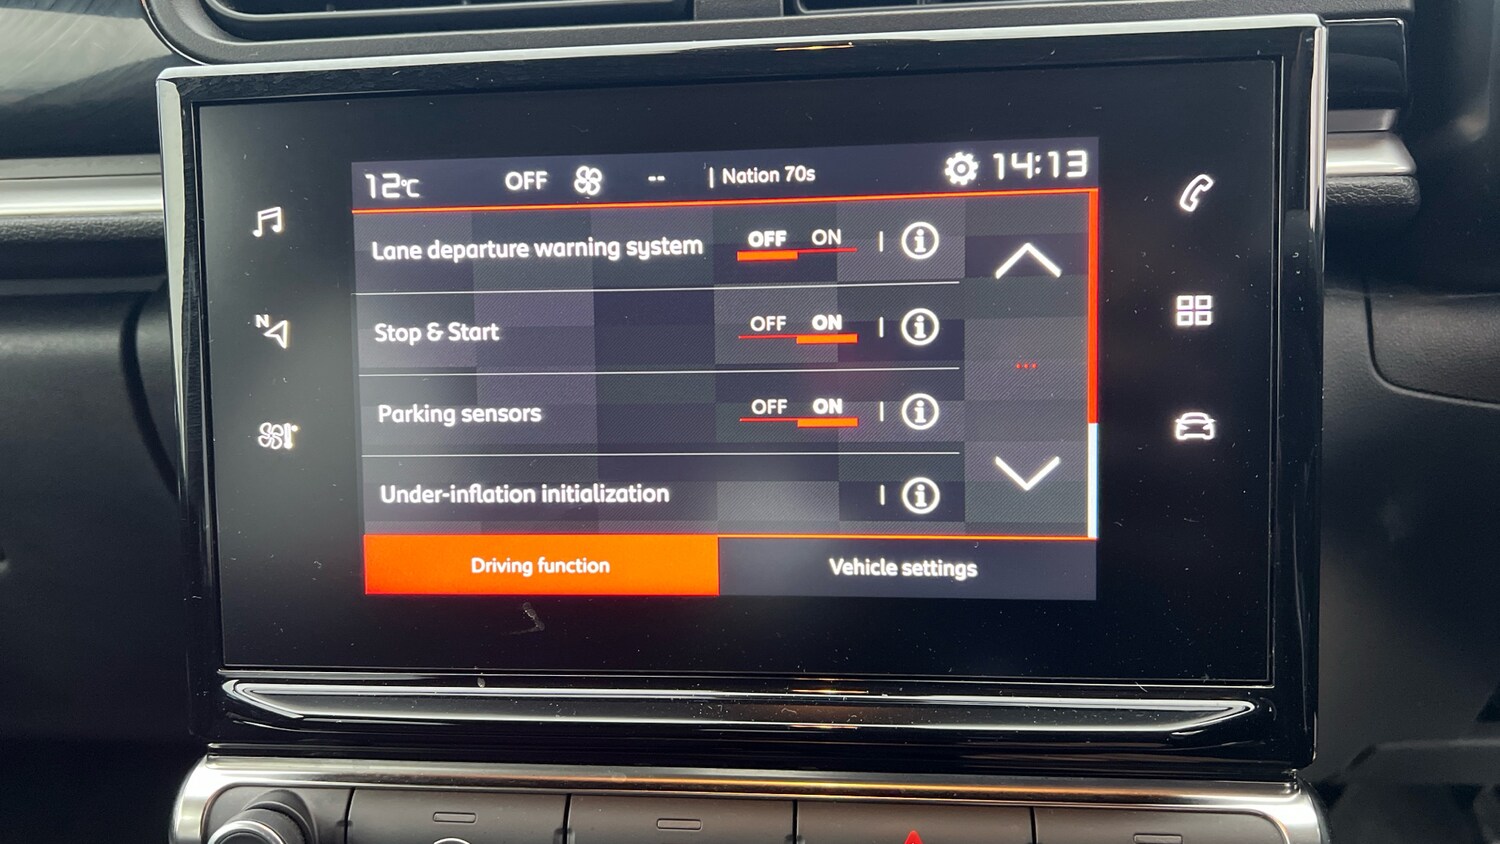 12°C OFF -- | Nation 70s 14:13
Lane departure warning system OFF ON
Stop & Start OFF ON
Parking sensors OFF ON
Under-inflation initialization
Driving function Vehicle settings
N